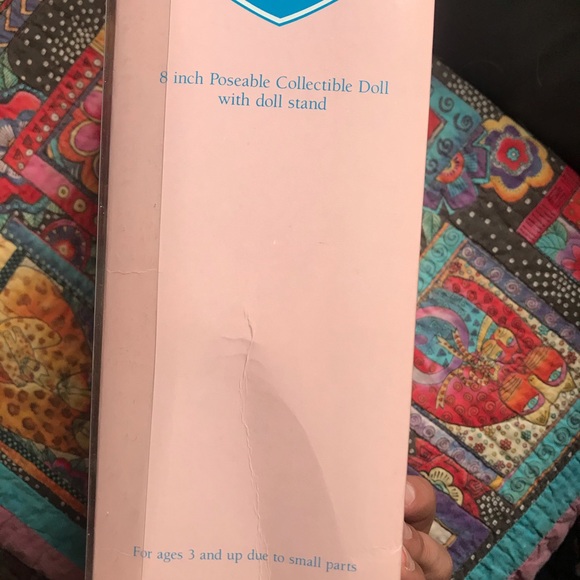 8 inch Poseable Collectible Doll
with doll stand
For ages 3 and up due to small parts